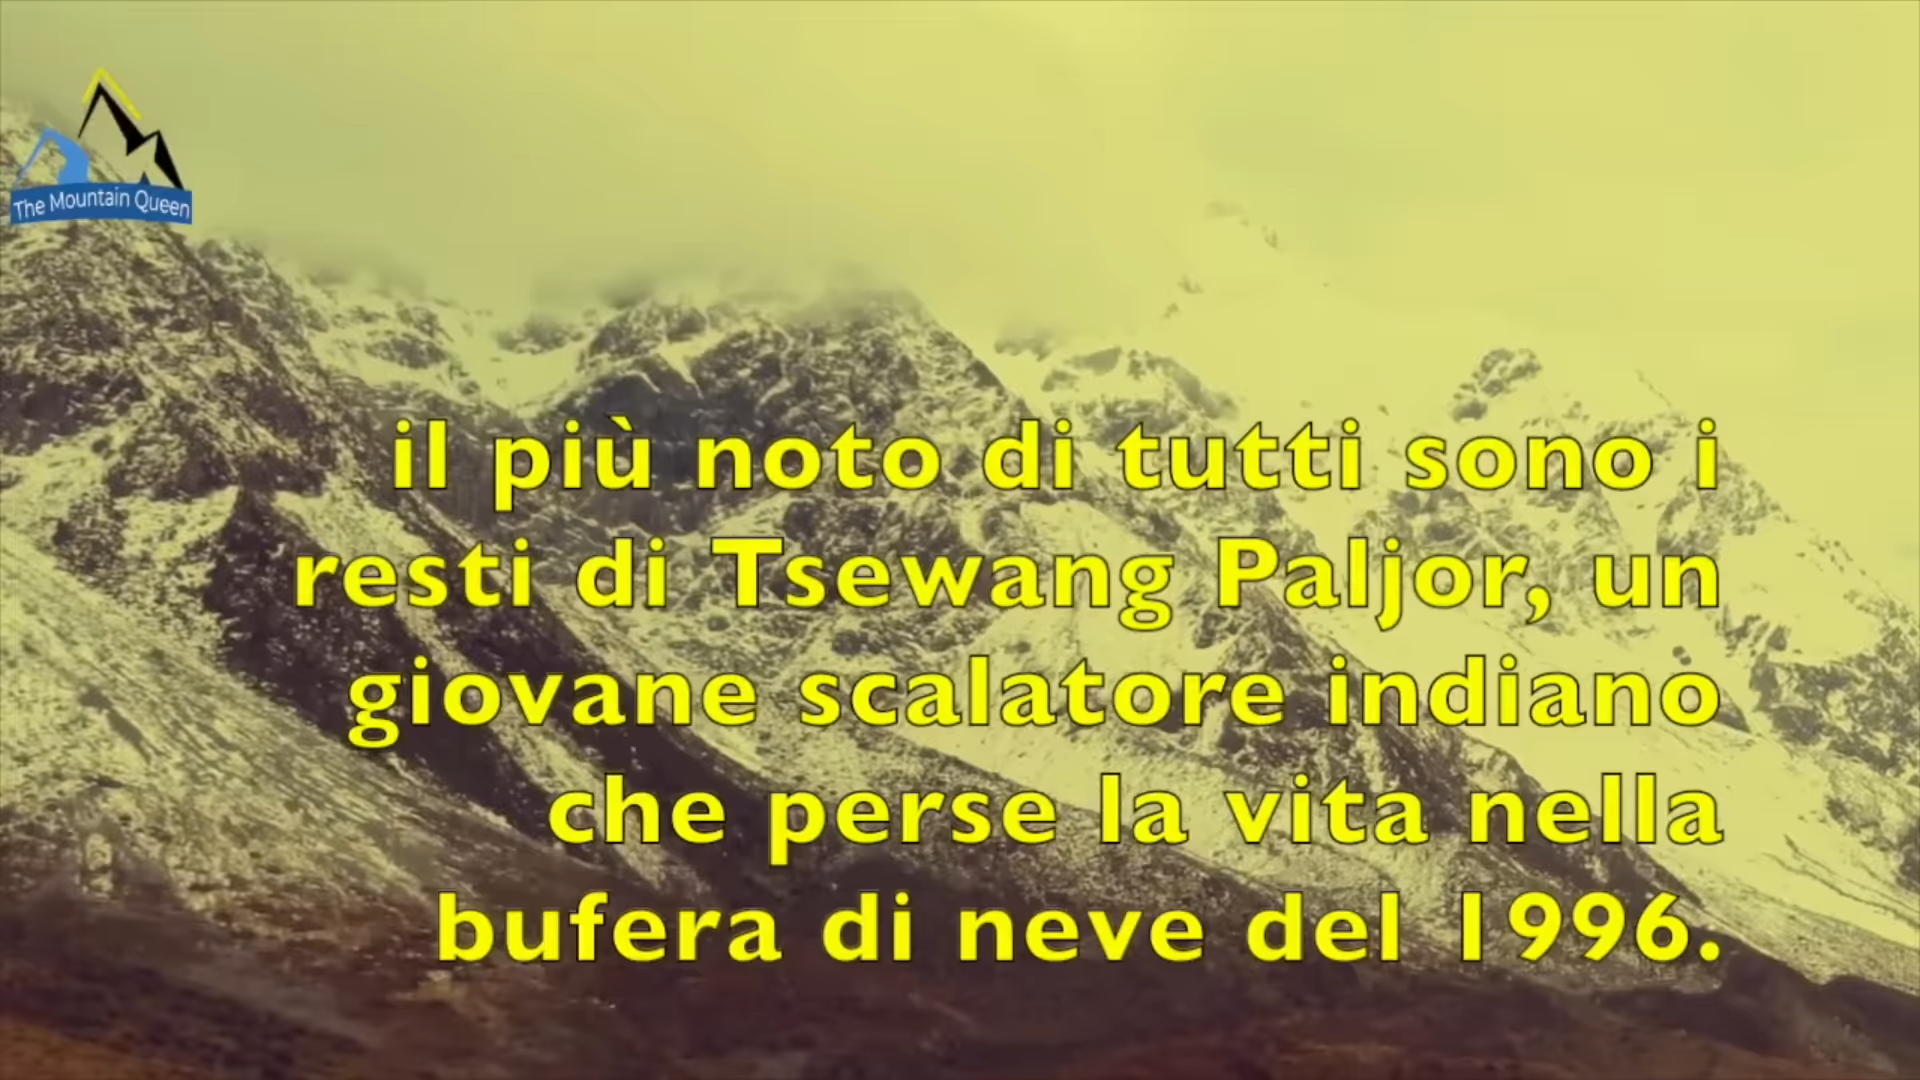 The Mountain Queen
il più noto di tutti sono i
resti di Tsewang Paljor, un
giovane scalatore indiano
che perse la vita nella
bufera di neve del 1996.